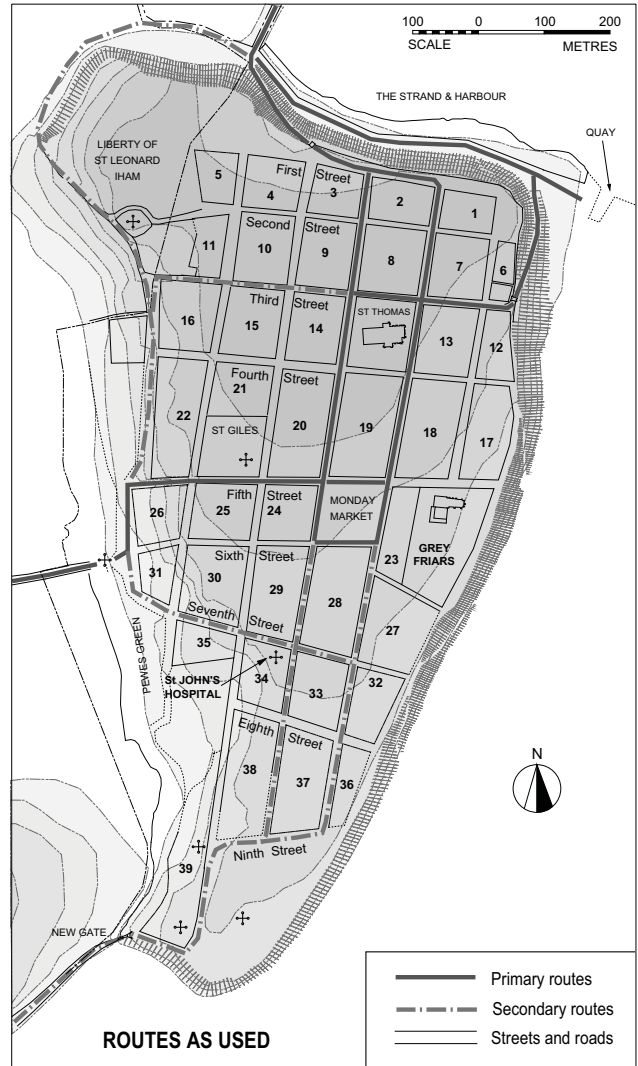 100 0 100 200
SCALE METRES
THE STRAND & HARBOUR
QUAY
LIBERTY OF
ST LEONARD
IHAM
5
First Street
4
3
2
1
Second Street
11
10
9
8
7
6
Third Street
16
15
14
ST THOMAS
13
12
Fourth Street
21
22
20
19
18
17
ST GILES
Fifth Street
26
25
24
MONDAY
MARKET
GREY
FRIARS
23
Sixth Street
31
30
29
28
27
Seventh Street
PEWES GREEN
35
St JOHN'S
HOSPITAL
34
33
32
Eighth Street
38
37
36
N
Ninth Street
39
NEW GATE
ROUTES AS USED
Primary routes
Secondary routes
Streets and roads